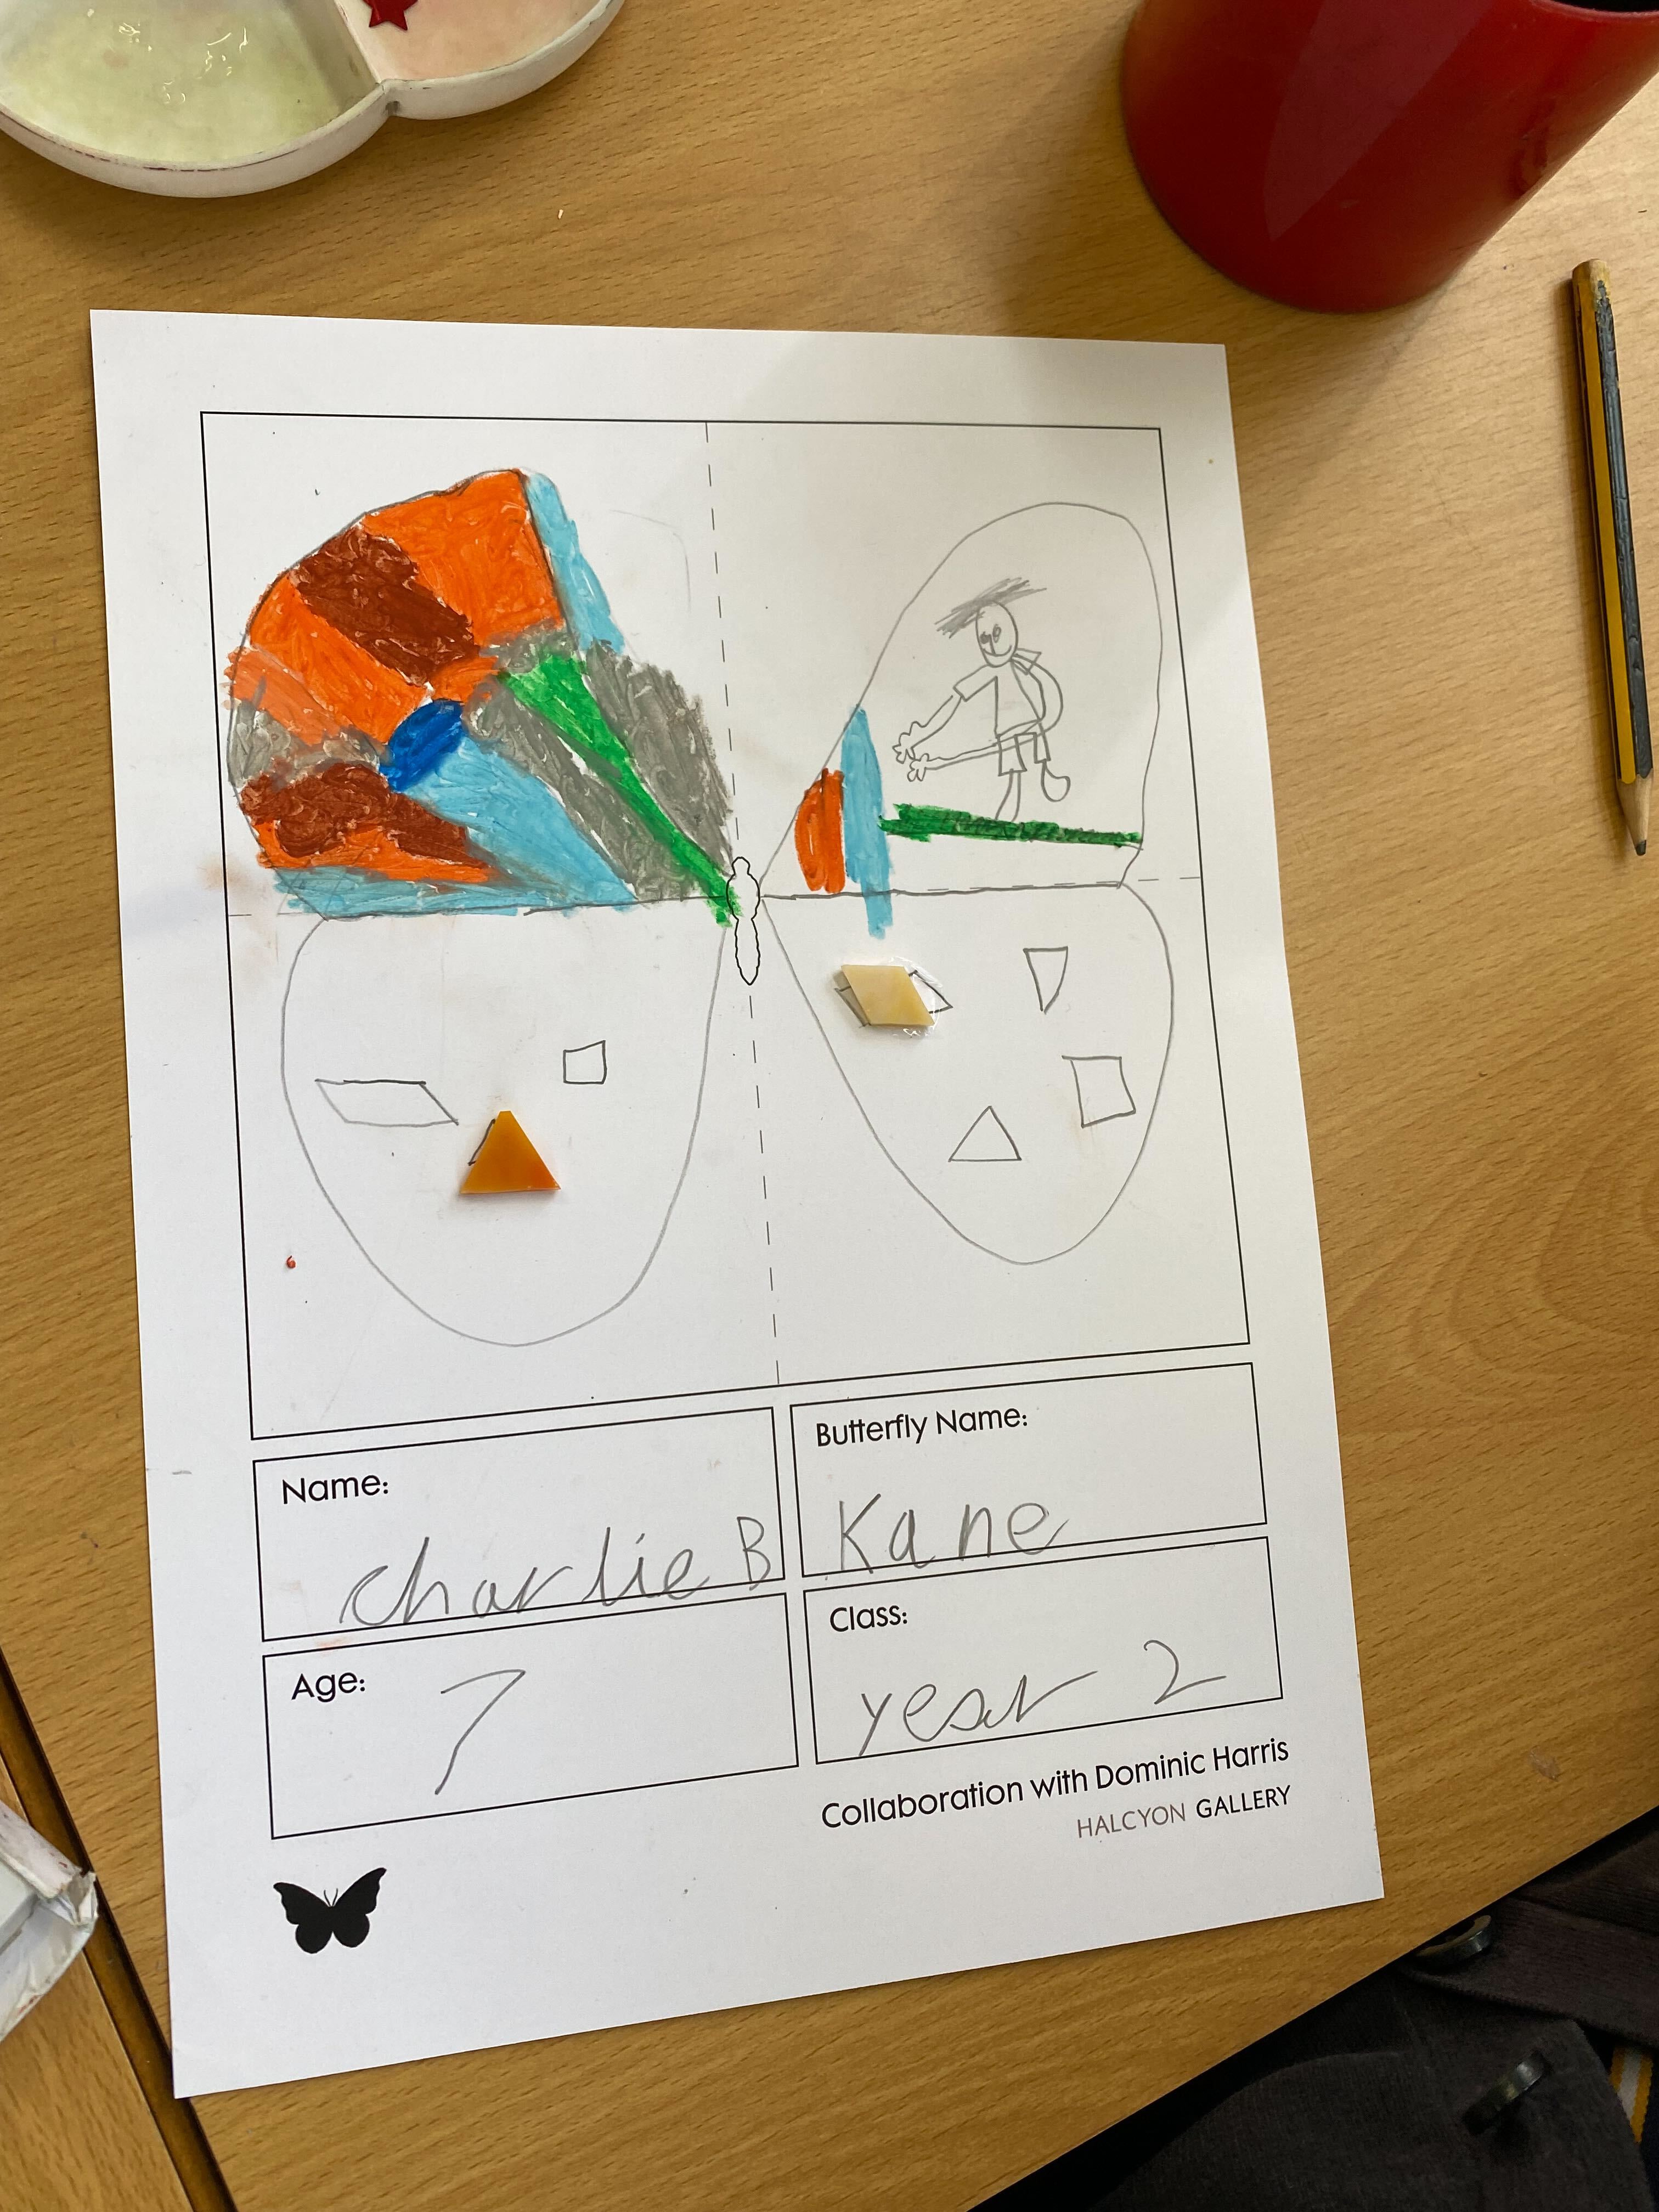 Name:
Charlie B
Butterfly Name:
Kane
Age:
7
Class:
year 2
Collaboration with Dominic Harris
HALCYON GALLERY